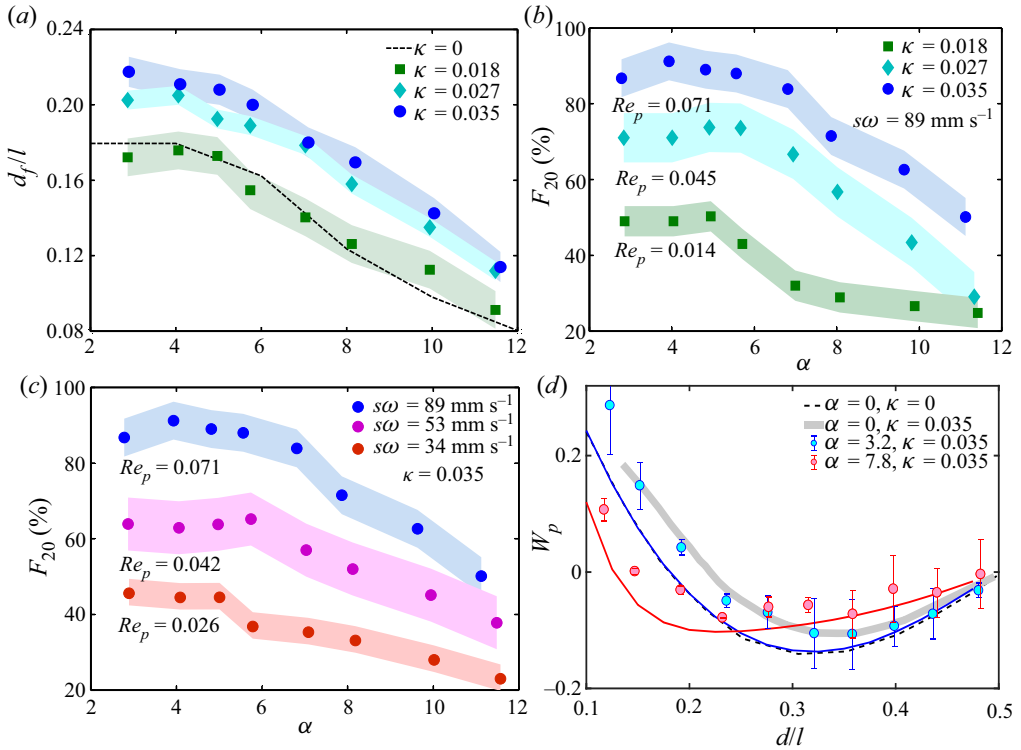 (a)
0.24
0.20
0.16
0.12
0.08
d_f/l
κ = 0
κ = 0.018
κ = 0.027
κ = 0.035
2 4 6 8 10 12
(b)
100
80
60
40
20
F_20 (%)
κ = 0.018
κ = 0.027
κ = 0.035
sω = 89 mm s⁻¹
Re_p = 0.071
Re_p = 0.045
Re_p = 0.014
2 4 6 8 10 12
α
(c)
100
80
60
40
20
F_20 (%)
sω = 89 mm s⁻¹
sω = 53 mm s⁻¹
sω = 34 mm s⁻¹
κ = 0.035
Re_p = 0.071
Re_p = 0.042
Re_p = 0.026
2 4 6 8 10 12
α
(d)
0.2
0
−0.2
W_p
α = 0, κ = 0
α = 0, κ = 0.035
α = 3.2, κ = 0.035
α = 7.8, κ = 0.035
0.1 0.2 0.3 0.4 0.5
d/l